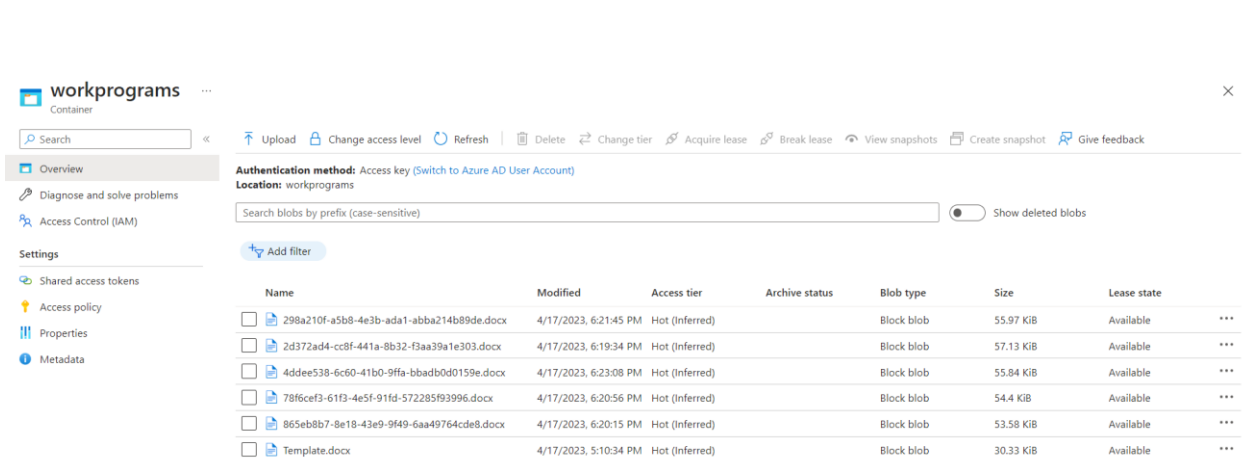 workprograms ...
Container
Search «
Overview
Diagnose and solve problems
Access Control (IAM)
Settings
Shared access tokens
Access policy
Properties
Metadata
Upload Change access level Refresh Delete Change tier Acquire lease Break lease View snapshots Create snapshot Give feedback
Authentication method: Access key (Switch to Azure AD User Account)
Location: workprograms
Search blobs by prefix (case-sensitive) Show deleted blobs
Add filter
Name Modified Access tier Archive status Blob type Size Lease state
298a210f-a5b8-4e3b-ada1-abba214b89de.docx 4/17/2023, 6:21:45 PM Hot (Inferred) Block blob 55.97 KiB Available ...
2d372ad4-cc8f-441a-8b32-f3aa39a1e303.docx 4/17/2023, 6:19:34 PM Hot (Inferred) Block blob 57.13 KiB Available ...
4ddee538-6c60-41b0-9ffa-bbadb0d0159e.docx 4/17/2023, 6:23:08 PM Hot (Inferred) Block blob 55.84 KiB Available ...
78f6cef3-61f3-4e5f-91fd-572285f93996.docx 4/17/2023, 6:20:56 PM Hot (Inferred) Block blob 54.4 KiB Available ...
865eb8b7-8e18-43e9-9f49-6aa49764cde8.docx 4/17/2023, 6:20:15 PM Hot (Inferred) Block blob 53.58 KiB Available ...
Template.docx 4/17/2023, 5:10:34 PM Hot (Inferred) Block blob 30.33 KiB Available ...